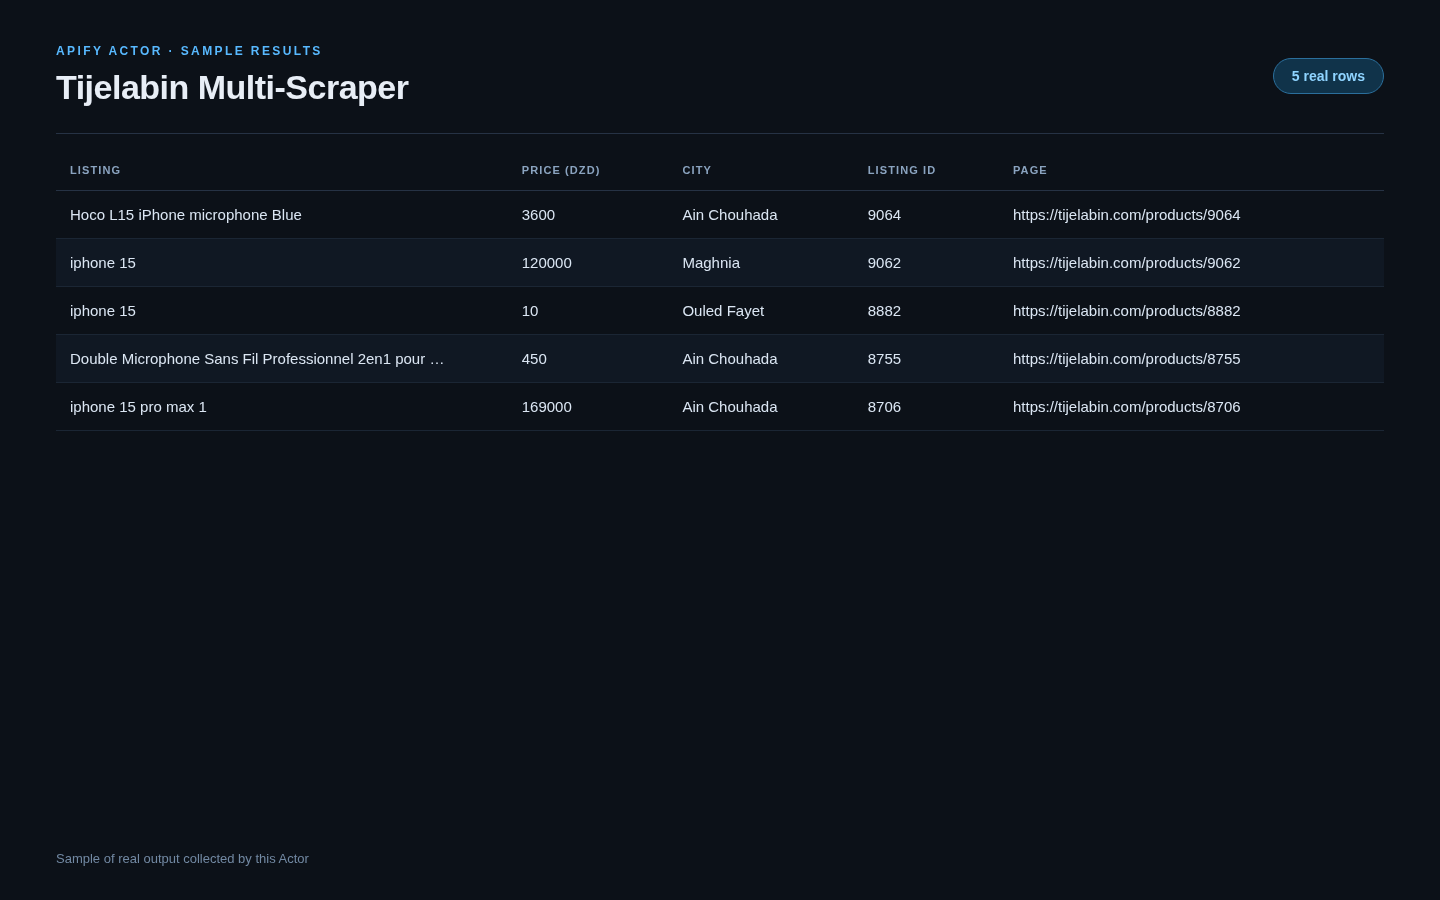 APIFY ACTOR · SAMPLE RESULTS
Tijelabin Multi-Scraper
5 real rows
LISTING PRICE (DZD) CITY LISTING ID PAGE
Hoco L15 iPhone microphone Blue 3600 Ain Chouhada 9064 https://tijelabin.com/products/9064
iphone 15 120000 Maghnia 9062 https://tijelabin.com/products/9062
iphone 15 10 Ouled Fayet 8882 https://tijelabin.com/products/8882
Double Microphone Sans Fil Professionnel 2en1 pour … 450 Ain Chouhada 8755 https://tijelabin.com/products/8755
iphone 15 pro max 1 169000 Ain Chouhada 8706 https://tijelabin.com/products/8706
Sample of real output collected by this Actor